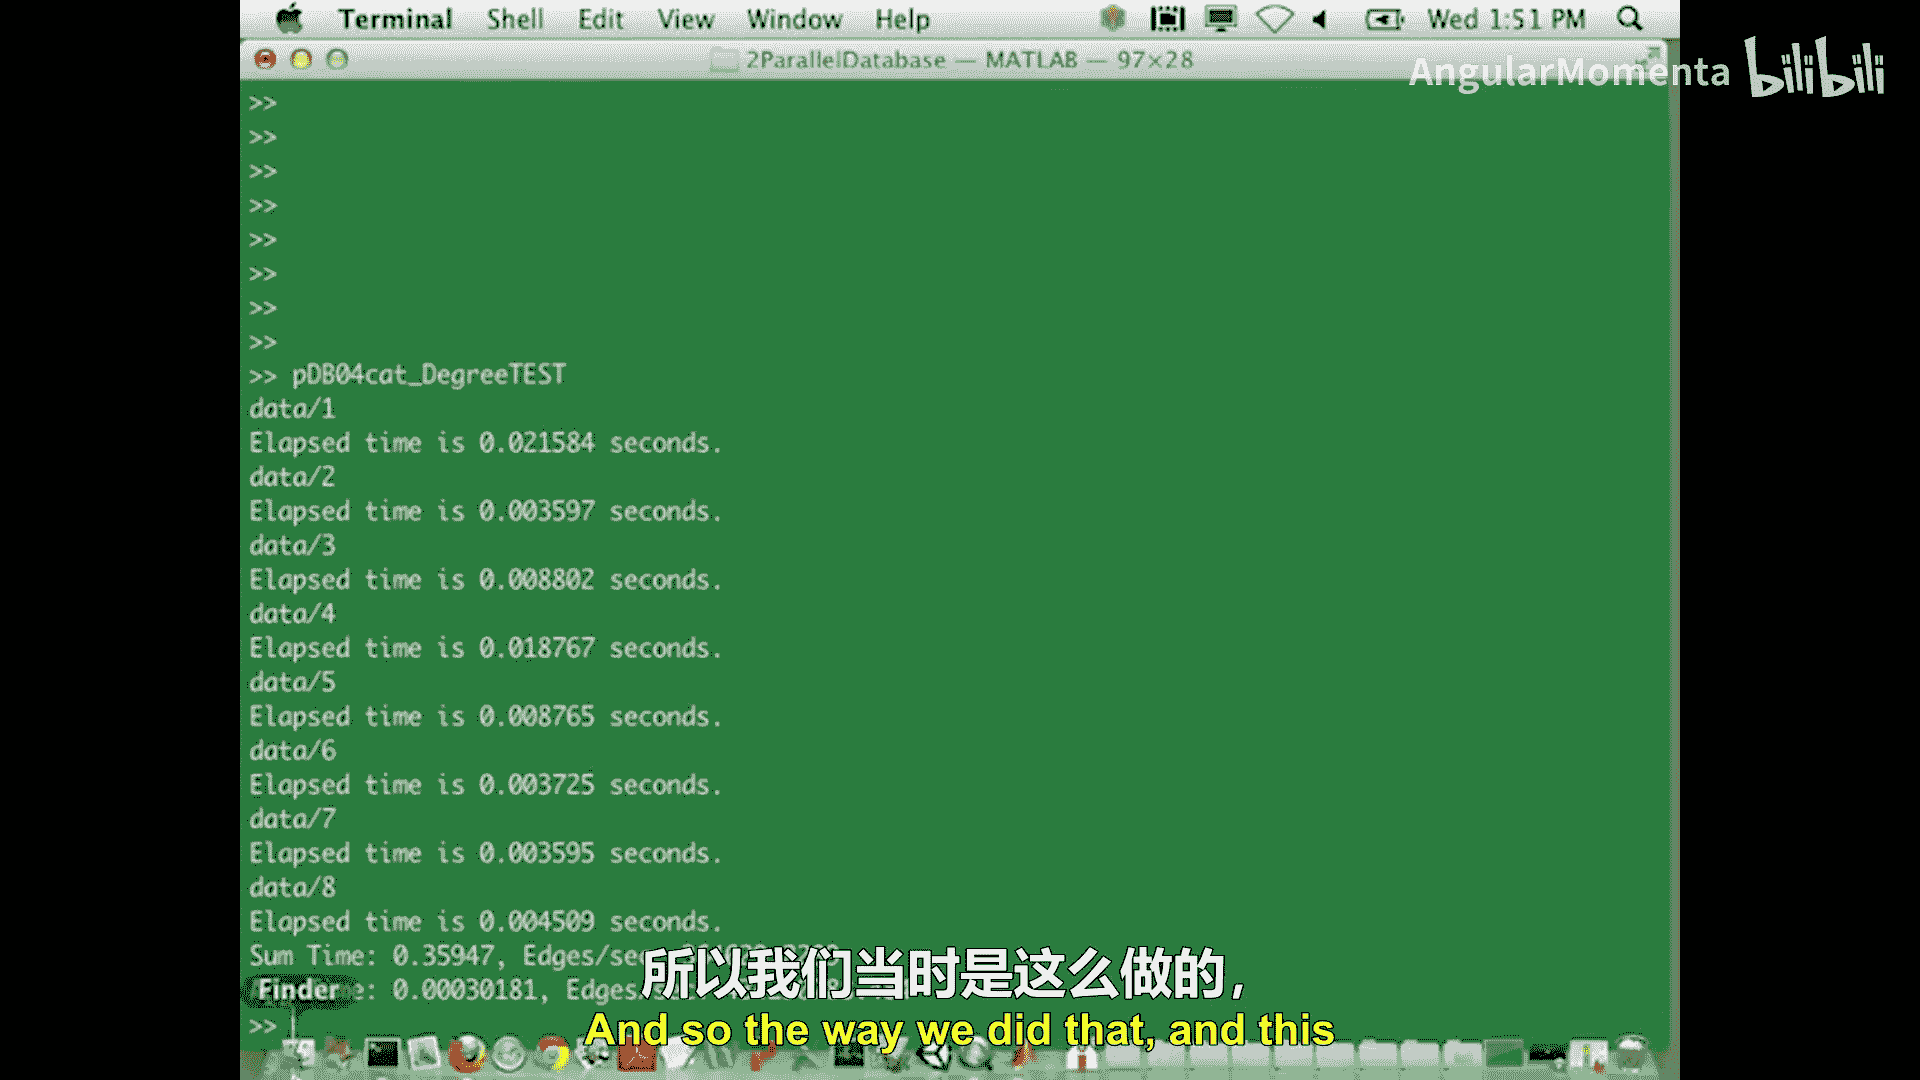 Terminal Shell Edit View Window Help Wed 1:51 PM
2ParallelDatabase — MATLAB — 97×28
AngularMomenta bilibili
>>
>>
>>
>>
>>
>>
>>
>>
>> pDB04cat_DegreeTEST
data/1
Elapsed time is 0.021584 seconds.
data/2
Elapsed time is 0.003597 seconds.
data/3
Elapsed time is 0.008802 seconds.
data/4
Elapsed time is 0.018767 seconds.
data/5
Elapsed time is 0.008765 seconds.
data/6
Elapsed time is 0.003725 seconds.
data/7
Elapsed time is 0.003595 seconds.
data/8
Elapsed time is 0.004509 seconds.
Sum Time: 0.35947, Edges/sec
Finder e: 0.00030181, Edges
>>
所以我们当时是这么做的，
And so the way we did that, and this